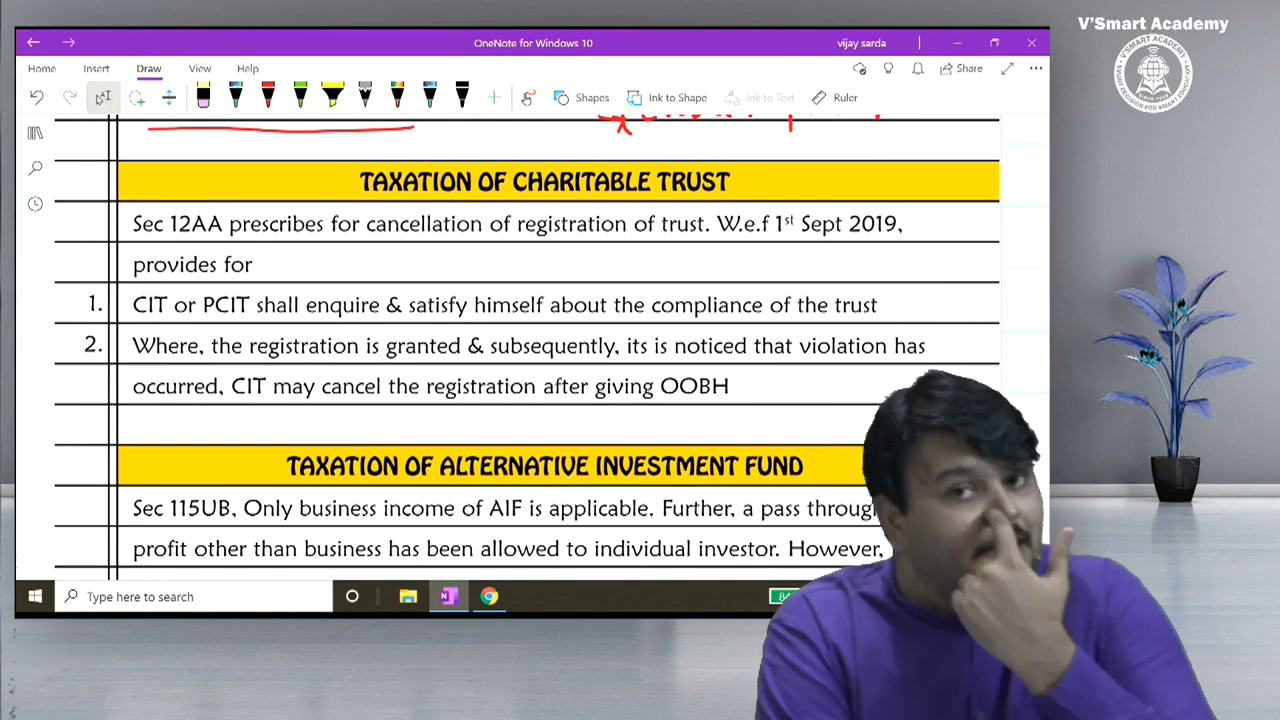 V'Smart Academy
OneNote for Windows 10
vijay sarda
Home Insert Draw View Help
Share
Shapes Ink to Shape Ink to Text Ruler
TAXATION OF CHARITABLE TRUST
Sec 12AA prescribes for cancellation of registration of trust. W.e.f 1st Sept 2019,
provides for
1. CIT or PCIT shall enquire & satisfy himself about the compliance of the trust
2. Where, the registration is granted & subsequently, its is noticed that violation has
occurred, CIT may cancel the registration after giving OOBH
TAXATION OF ALTERNATIVE INVESTMENT FUND
Sec 115UB, Only business income of AIF is applicable. Further, a pass through
profit other than business has been allowed to individual investor. However,
Type here to search